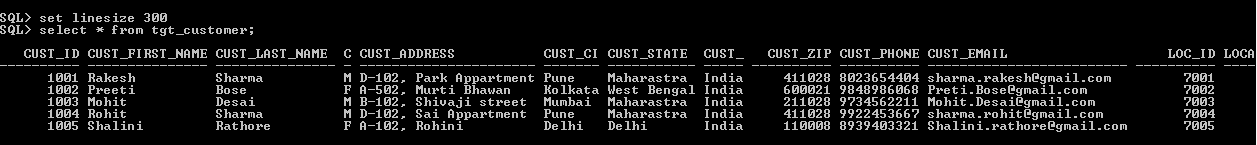 SQL> set linesize 300
SQL> select * from tgt_customer;
CUST_ID CUST_FIRST_NAME CUST_LAST_NAME C CUST_ADDRESS CUST_CI CUST_STATE CUST_ CUST_ZIP CUST_PHONE CUST_EMAIL LOC_ID LOCA
1001 Rakesh Sharma M D-102, Park Appartment Pune Maharastra India 411028 8023654404 sharma.rakesh@gmail.com 7001
1002 Preeti Bose F A-502, Murti Bhawan Kolkata West Bengal India 600021 9848986068 Preti.Bose@gmail.com 7002
1003 Mohit Desai M B-102, Shivaji street Mumbai Maharastra India 211028 9734562211 Mohit.Desai@gmail.com 7003
1004 Rohit Sharma M D-102, Sai Appartment Pune Maharastra India 411028 9922453667 sharma.rohit@gmail.com 7004
1005 Shalini Rathore F A-102, Rohini Delhi Delhi India 110008 8939403321 Shalini.rathore@gmail.com 7005